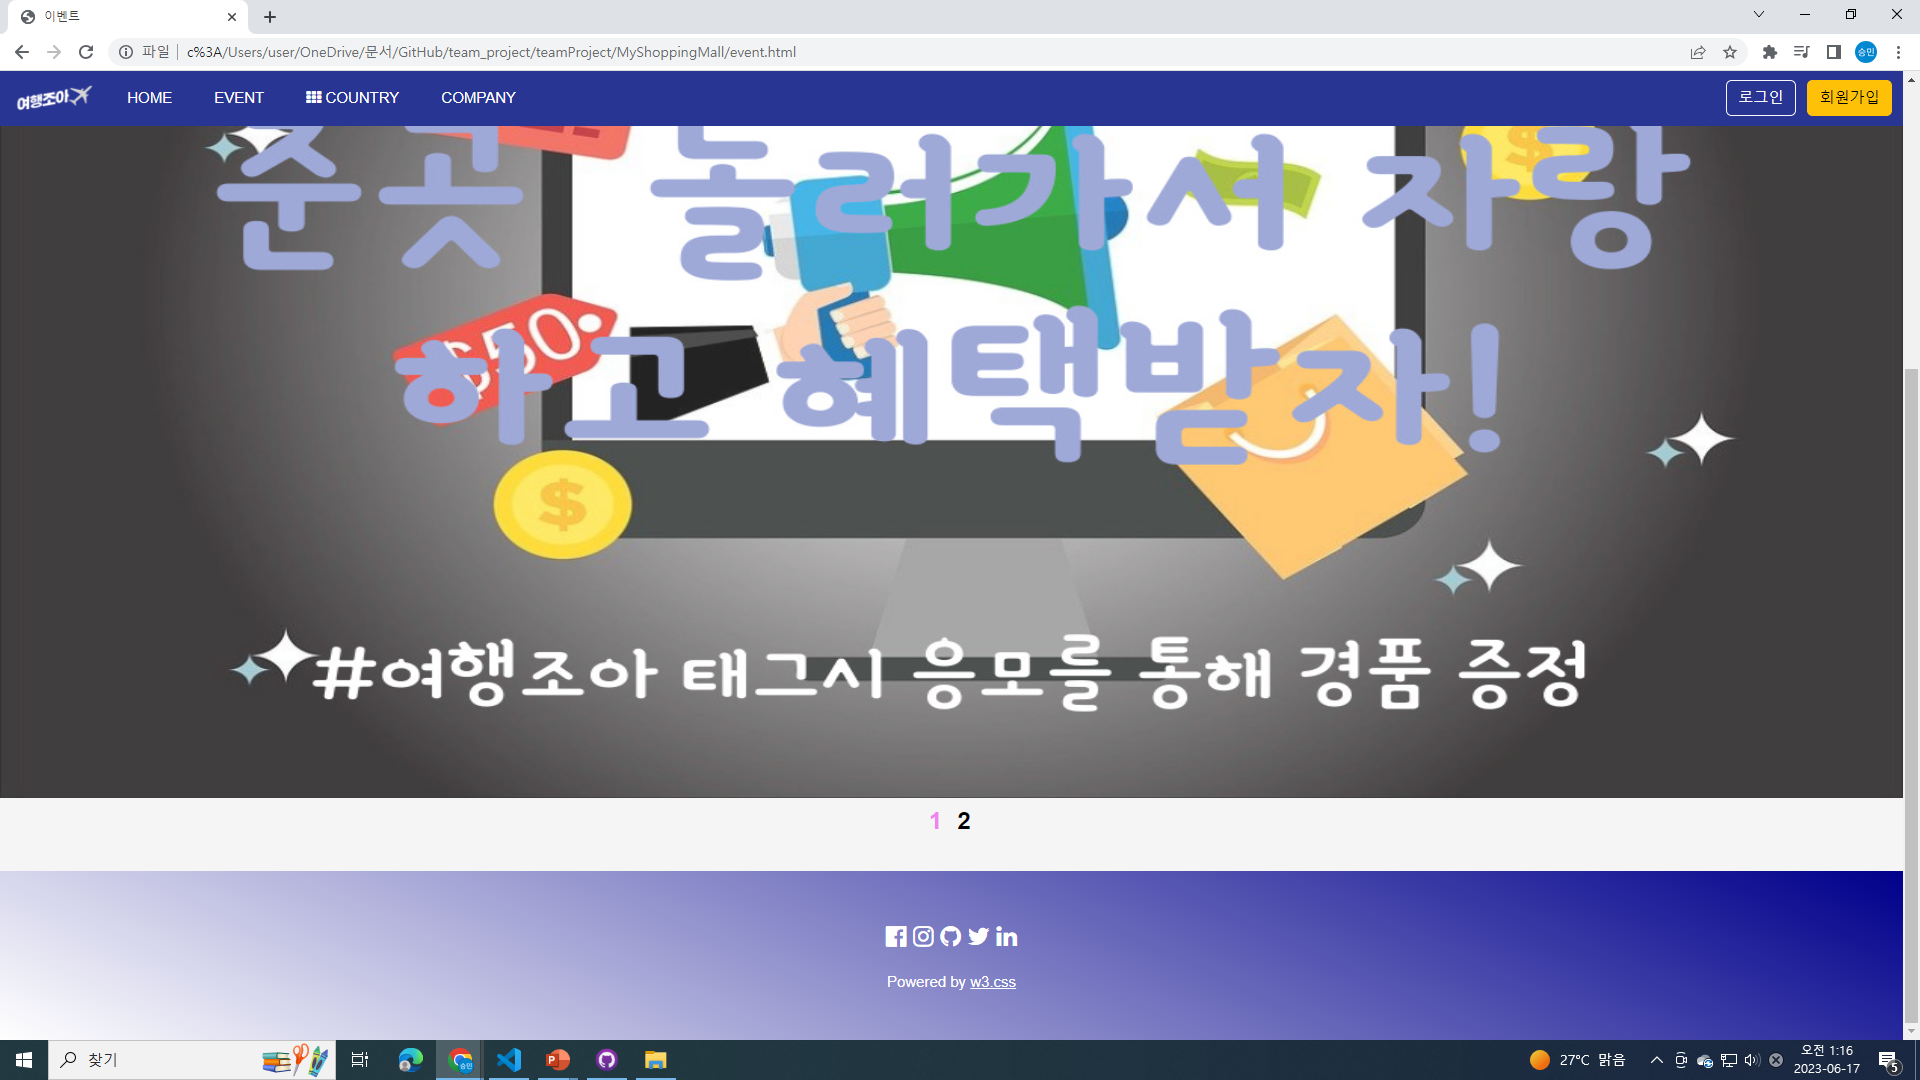 이벤트
파일 c%3A/Users/user/OneDrive/문서/GitHub/team_project/teamProject/MyShoppingMall/event.html
승민
여행조아 HOME EVENT COUNTRY COMPANY 로그인 회원가입
준곳 놀러가서 자랑
$
$50
하고 혜택받자!
$
#여행조아 태그시 응모를 통해 경품 증정
1 2
Powered by w3.css
찾기
27°C 맑음
오전 1:16
2023-06-17
5